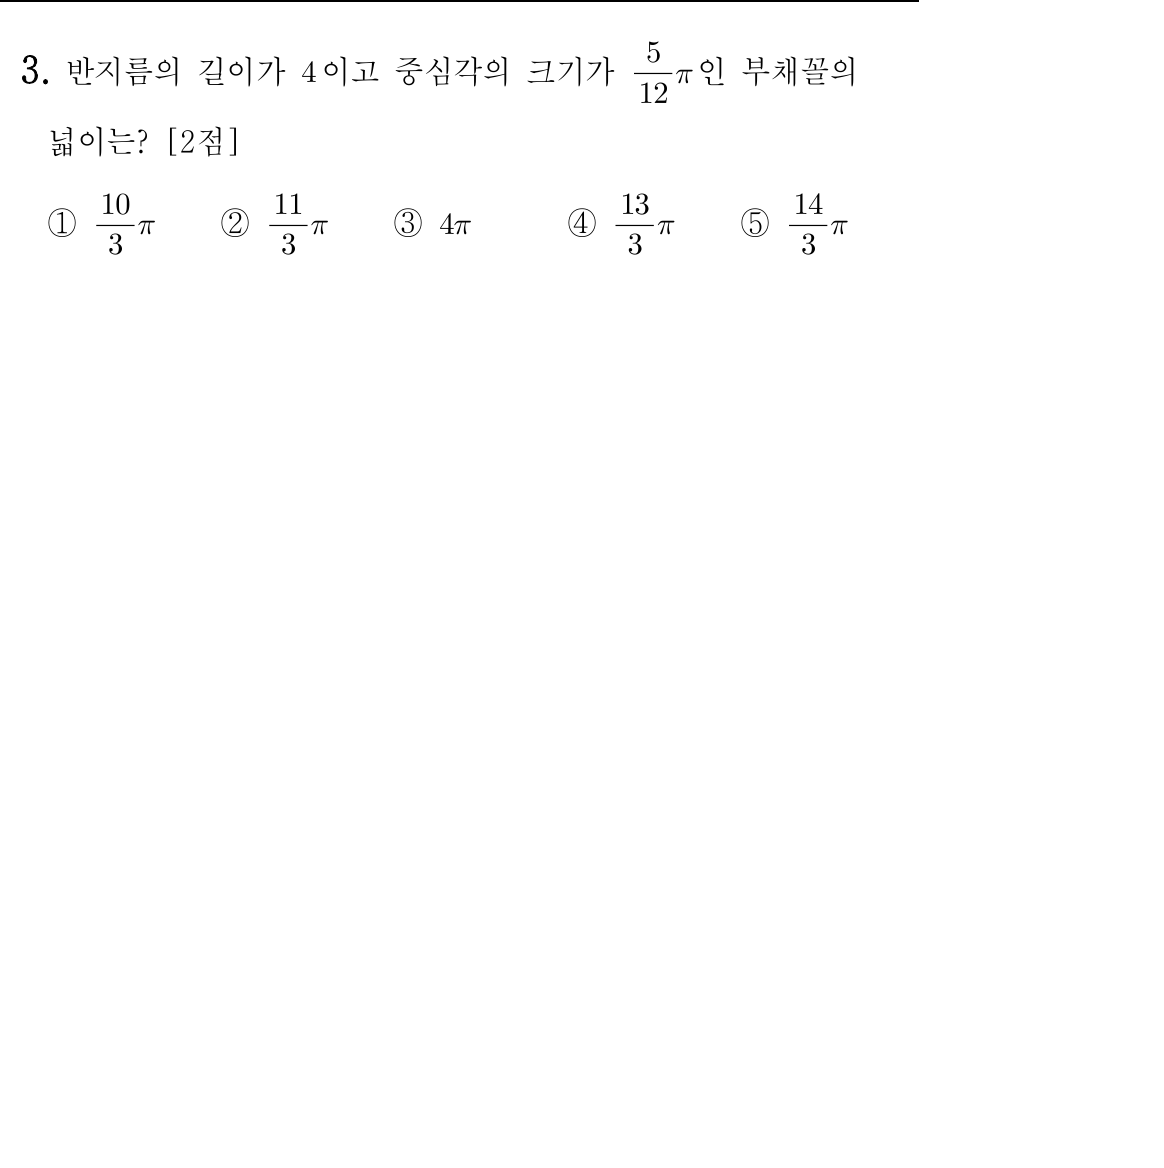 3. 반지름의 길이가 4이고 중심각의 크기가 $\frac{5}{12}\pi$인 부채꼴의
넓이는? [2점]
① $\frac{10}{3}\pi$ ② $\frac{11}{3}\pi$ ③ $4\pi$ ④ $\frac{13}{3}\pi$ ⑤ $\frac{14}{3}\pi$